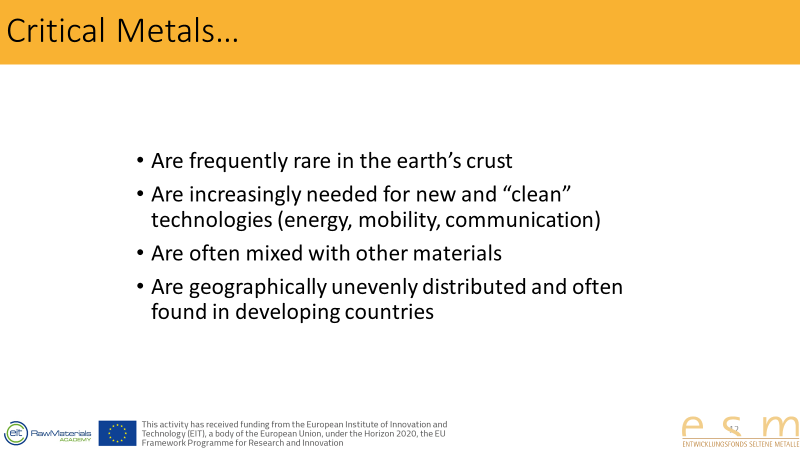 Critical Metals…
• Are frequently rare in the earth’s crust
• Are increasingly needed for new and “clean”
technologies (energy, mobility, communication)
• Are often mixed with other materials
• Are geographically unevenly distributed and often
found in developing countries
eit RawMaterials
ACADEMY
This activity has received funding from the European Institute of Innovation and
Technology (EIT), a body of the European Union, under the Horizon 2020, the EU
Framework Programme for Research and Innovation
12
esm
ENTWICKLUNGSFONDS SELTENE METALLE